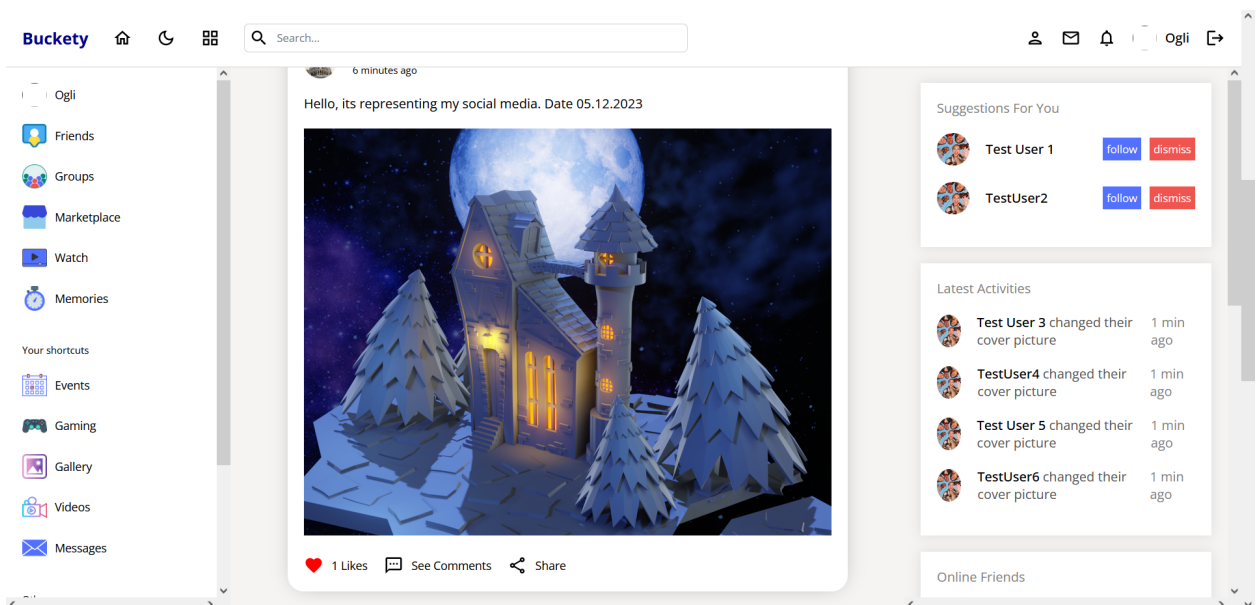 Buckety
Search...
Ogli
Ogli
Friends
Groups
Marketplace
Watch
Memories
Your shortcuts
Events
Gaming
Gallery
Videos
Messages
6 minutes ago
Hello, its representing my social media. Date 05.12.2023
1 Likes
See Comments
Share
Suggestions For You
Test User 1
follow
dismiss
TestUser2
follow
dismiss
Latest Activities
Test User 3 changed their
cover picture
1 min
ago
TestUser4 changed their
cover picture
1 min
ago
Test User 5 changed their
cover picture
1 min
ago
TestUser6 changed their
cover picture
1 min
ago
Online Friends